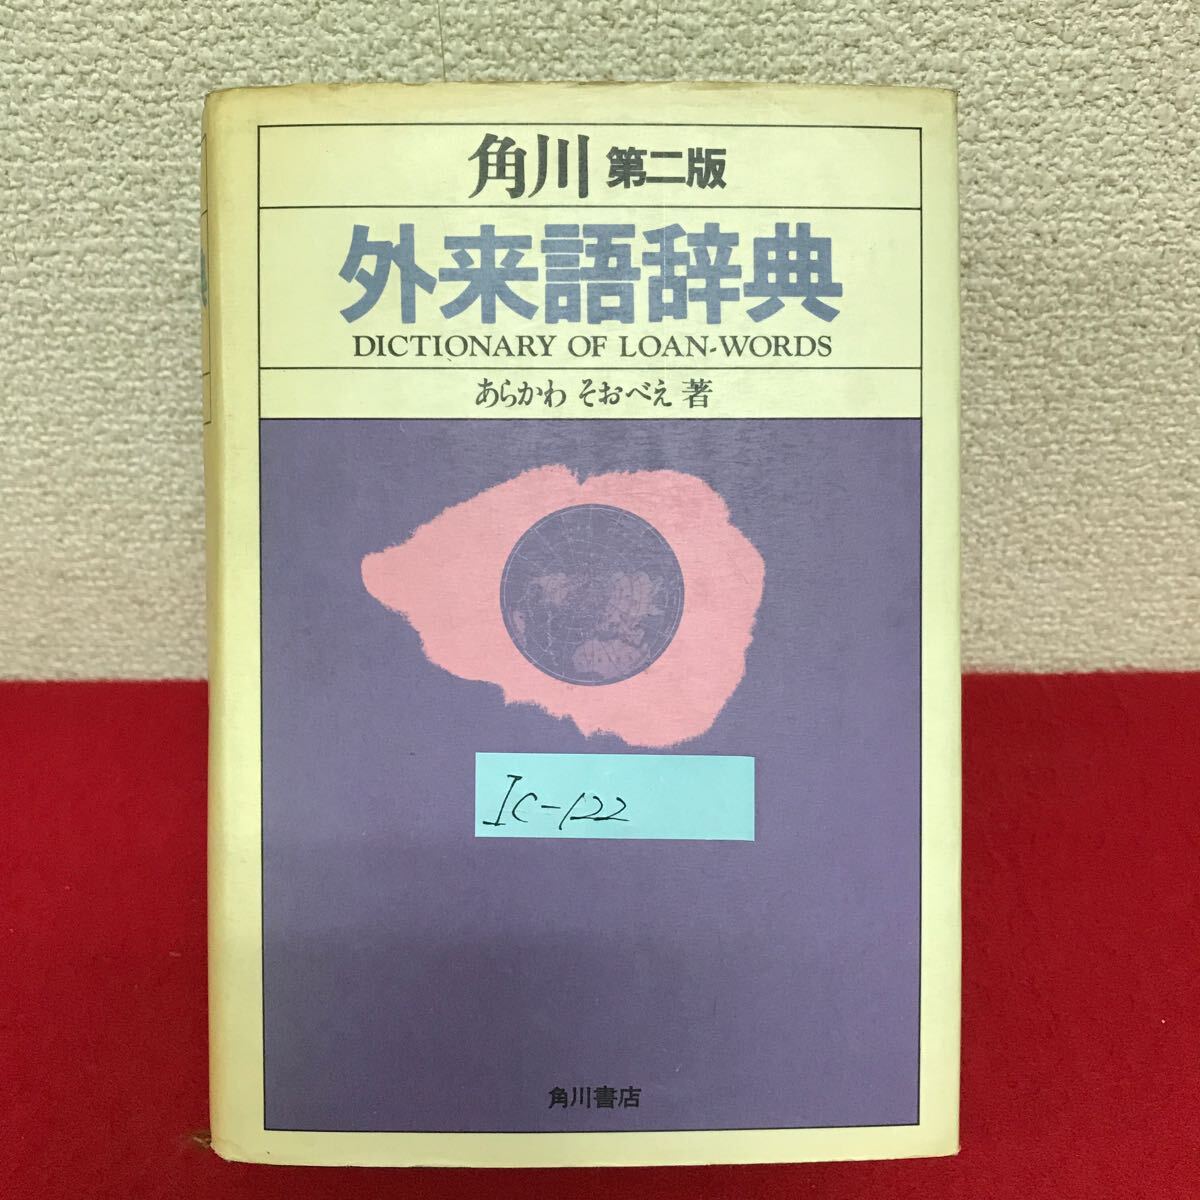 角川 第二版
外来語辞典
DICTIONARY OF LOAN-WORDS
あらかわ そおべえ 著
Ic-122
角川書店